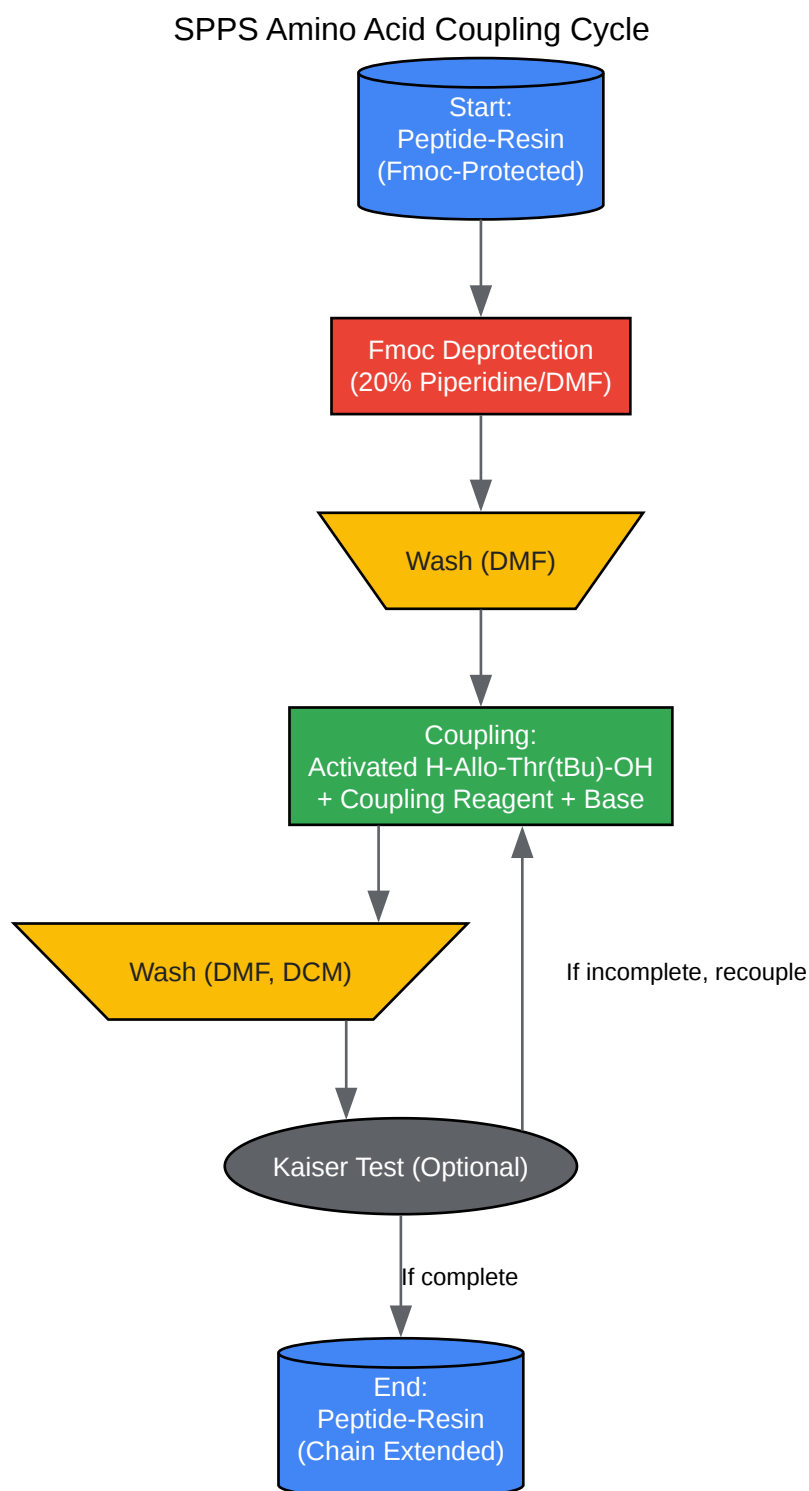 SPPS Amino Acid Coupling Cycle
Start:
Peptide-Resin
(Fmoc-Protected)
Fmoc Deprotection
(20% Piperidine/DMF)
Wash (DMF)
Coupling:
Activated H-Allo-Thr(tBu)-OH
+ Coupling Reagent + Base
Wash (DMF, DCM)
If incomplete, recouple
Kaiser Test (Optional)
If complete
End:
Peptide-Resin
(Chain Extended)